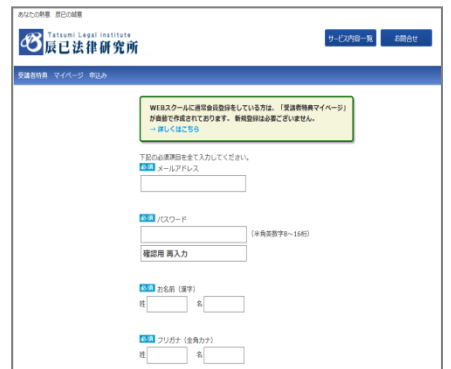 あなたの熱意 辰已の誠意
Tatsumi Legal institute
辰已法律研究所
サービス内容一覧 お問合せ
受講者特典 マイページ 申込み
WEBスクールに通常会員登録をしている方は、「受講者特典マイページ」
が自動で作成されております。 新規登録は必要ございません。
→ 詳しくはこちら
下記の必須項目を全て入力してください。
必須 メールアドレス
必須 パスワード
(半角英数字8～16桁)
確認用 再入力
必須 お名前（漢字）
姓 名
必須 フリガナ（全角カナ）
姓 名